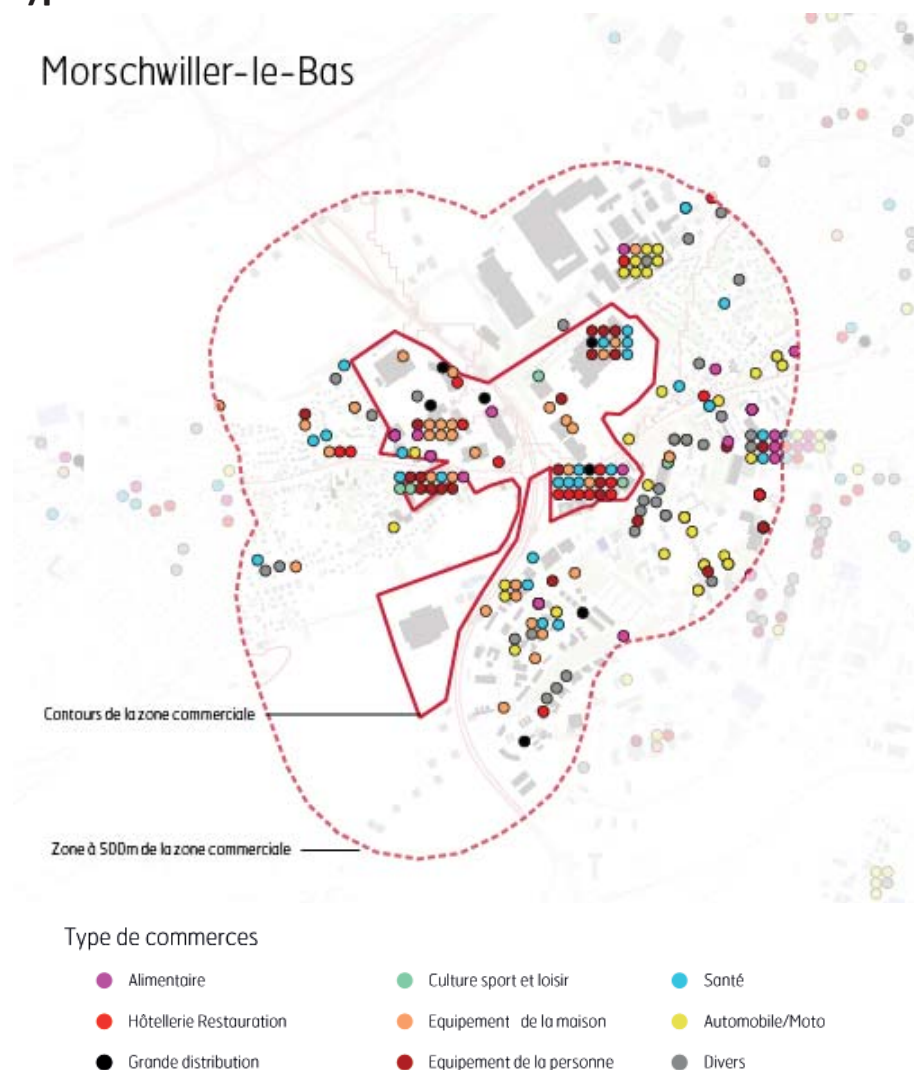 Morschwiller-le-Bas
Contours de la zone commerciale
Zone à 500m de la zone commerciale
Type de commerces
Alimentaire
Culture sport et loisir
Santé
Hôtellerie Restauration
Equipement de la maison
Automobile/Moto
Grande distribution
Equipement de la personne
Divers